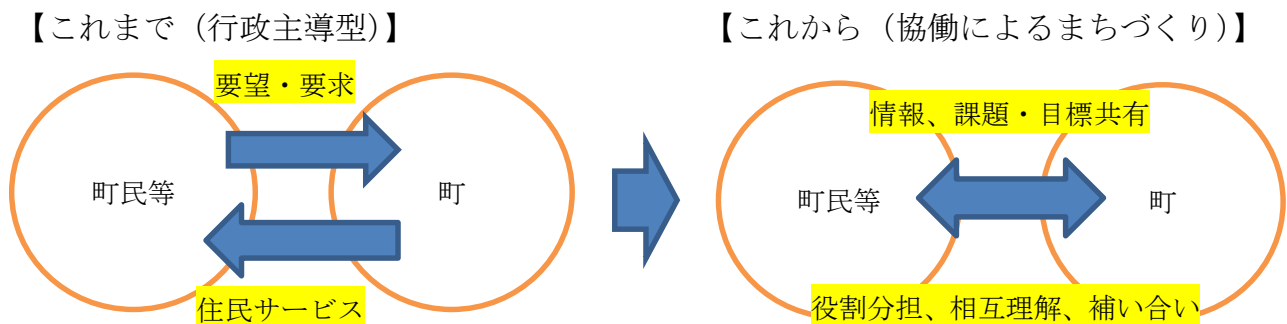 【これまで（行政主導型）】
要望・要求
町民等
町
住民サービス
【これから（協働によるまちづくり）】
情報、課題・目標共有
町民等
町
役割分担、相互理解、補い合い